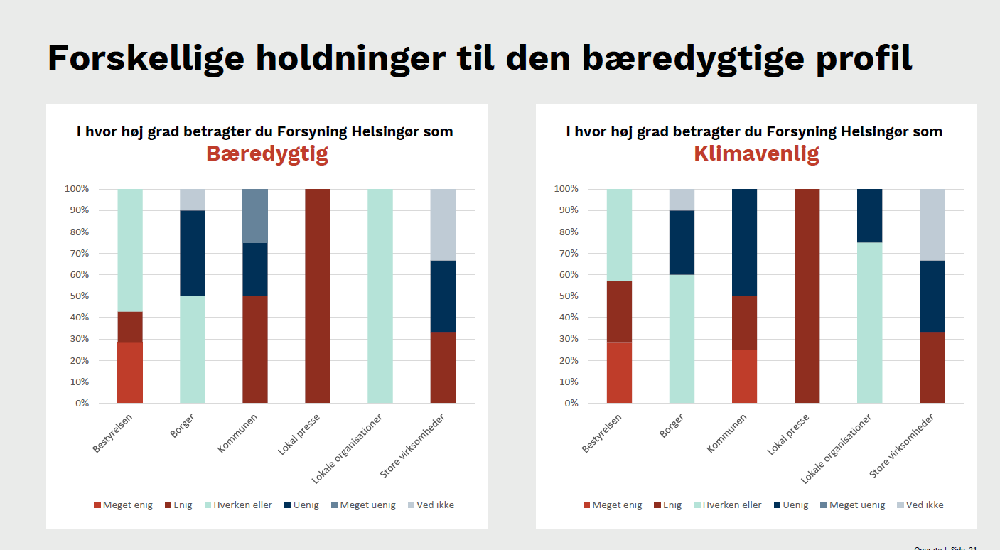 Forskellige holdninger til den bæredygtige profil
I hvor høj grad betragter du Forsyning Helsingør som
Bæredygtig
100%
90%
80%
70%
60%
50%
40%
30%
20%
10%
0%
Bestyrelsen
Borger
Kommunen
Lokal presse
Lokale organisationer
Store virksomheder
Meget enig Enig Hverken eller Uenig Meget uenig Ved ikke
I hvor høj grad betragter du Forsyning Helsingør som
Klimavenlig
100%
90%
80%
70%
60%
50%
40%
30%
20%
10%
0%
Bestyrelsen
Borger
Kommunen
Lokal presse
Lokale organisationer
Store virksomheder
Meget enig Enig Hverken eller Uenig Meget uenig Ved ikke
Operate | Side 21